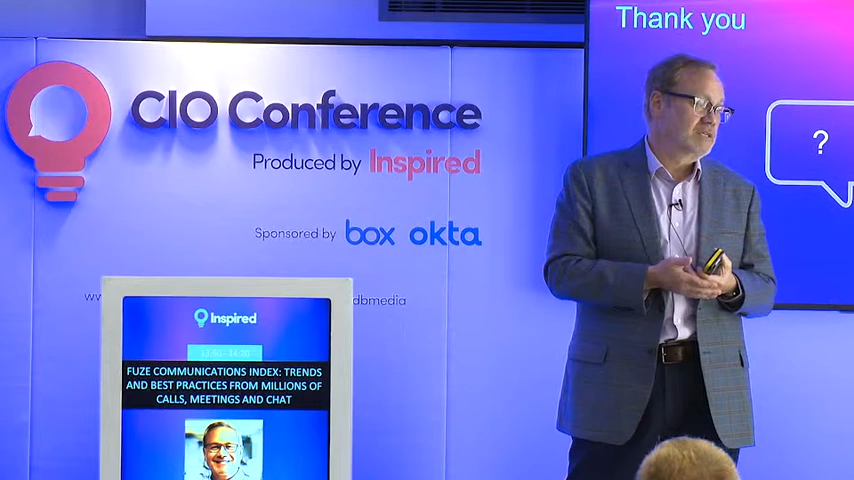 Thank you
?
CIO Conference
Produced by Inspired
Sponsored by box okta
dbmedia
Inspired
FUZE COMMUNICATIONS INDEX: TRENDS
AND BEST PRACTICES FROM MILLIONS OF
CALLS, MEETINGS AND CHAT